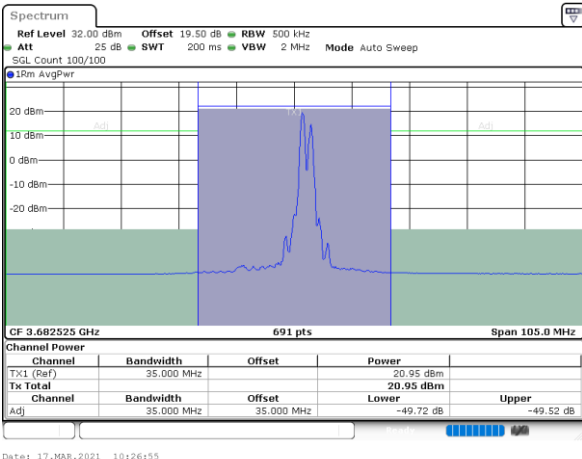 Spectrum
Ref Level 32.00 dBm Offset 19.50 dB RBW 500 kHz
Att 25 dB SWT 200 ms VBW 2 MHz Mode Auto Sweep
SGL Count 100/100
1Rm AvgPwr
TX1
20 dBm
Adj Adj
10 dBm
0 dBm
-10 dBm
-20 dBm
CF 3.682525 GHz 691 pts Span 105.0 MHz
Channel Power
Channel Bandwidth Offset Power
TX1 (Ref) 35.000 MHz 20.95 dBm
Tx Total 20.95 dBm
Channel Bandwidth Offset Lower Upper
Adj 35.000 MHz 35.000 MHz -49.72 dB -49.52 dB
Ready
Date: 17.MAR.2021 10:26:55